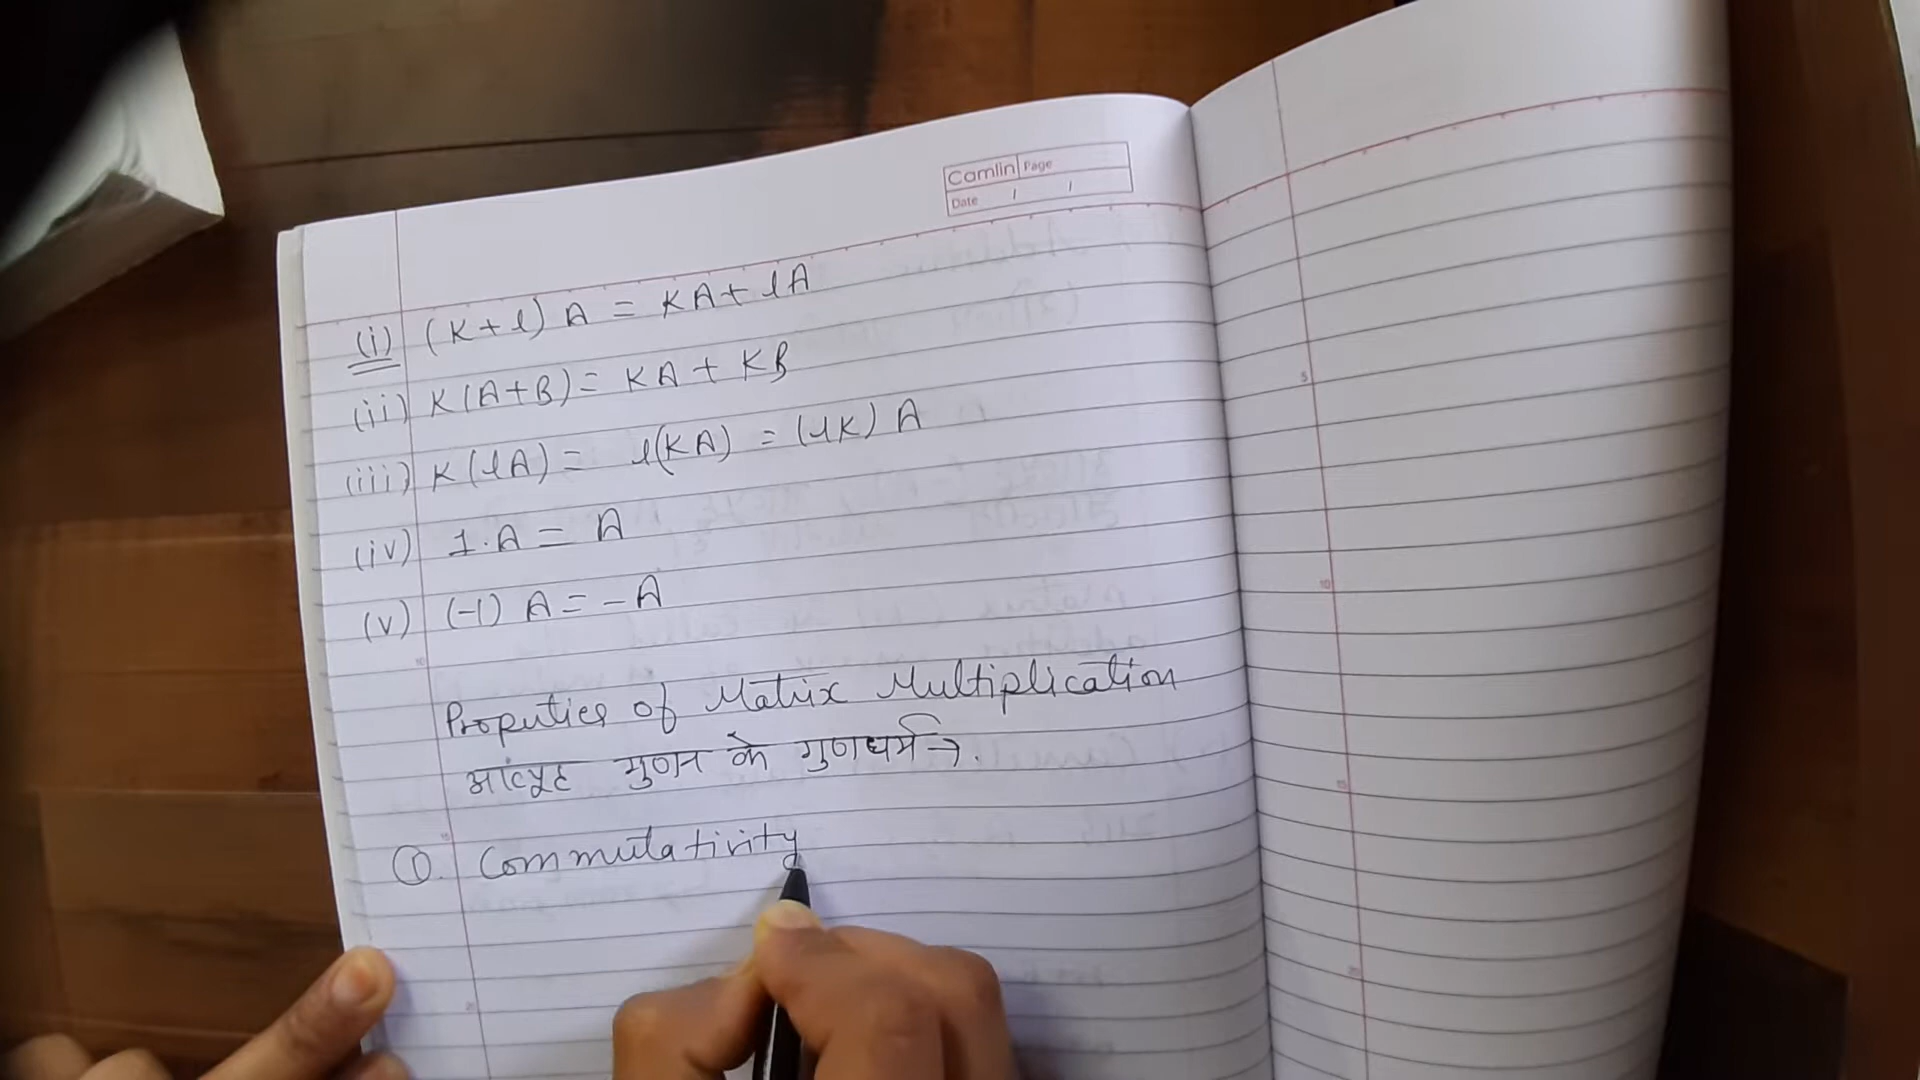 Camlin Page
Date / /
(i) (K+l) A = KA + lA
(ii) K(A+B) = KA + KB
(iii) K(lA) = l(KA) = (lK) A
(iv) 1.A = A
(v) (-1) A = -A
Properties of Matrix Multiplication
आव्यूह गुणन के गुणधर्म →.
①. Commutativity